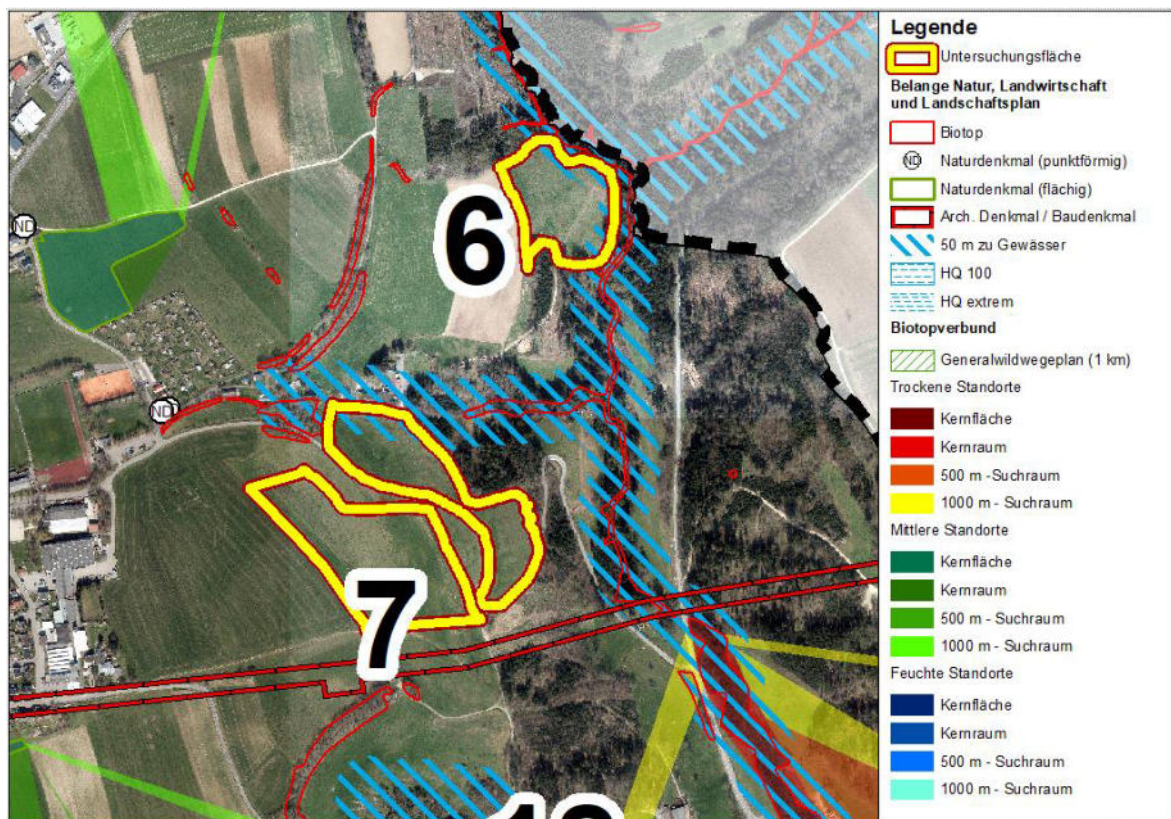 6
7
ND
ND
Legende
Untersuchungsfläche
Belange Natur, Landwirtschaft
und Landschaftsplan
Biotop
ND Naturdenkmal (punktförmig)
Naturdenkmal (flächig)
Arch. Denkmal / Baudenkmal
50 m zu Gewässer
HQ 100
HQ extrem
Biotopverbund
Generalwildwegeplan (1 km)
Trockene Standorte
Kernfläche
Kernraum
500 m - Suchraum
1000 m - Suchraum
Mittlere Standorte
Kernfläche
Kernraum
500 m - Suchraum
1000 m - Suchraum
Feuchte Standorte
Kernfläche
Kernraum
500 m - Suchraum
1000 m - Suchraum